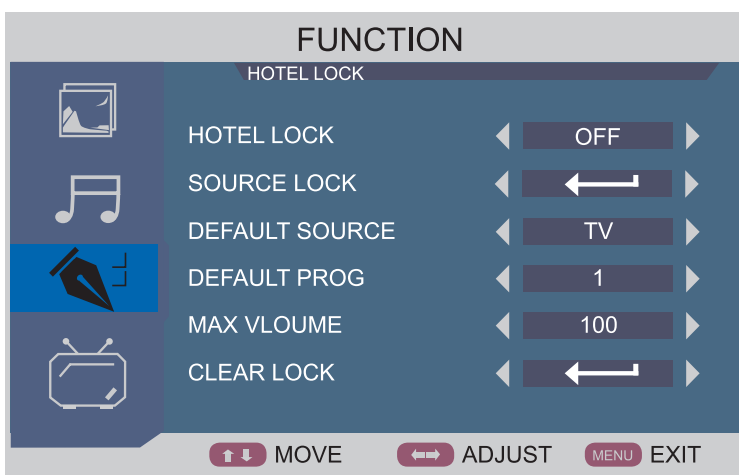 FUNCTION
HOTEL LOCK
HOTEL LOCK OFF
SOURCE LOCK
DEFAULT SOURCE TV
DEFAULT PROG 1
MAX VLOUME 100
CLEAR LOCK
MOVE ADJUST MENU EXIT